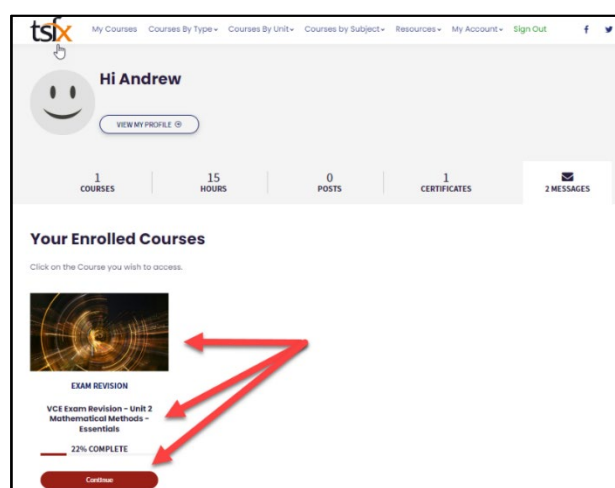 tsfx My Courses Courses By Type Courses By Unit Courses by Subject Resources My Account Sign Out
Hi Andrew
VIEW MY PROFILE
1 15 0 1
COURSES HOURS POSTS CERTIFICATES 2 MESSAGES
Your Enrolled Courses
Click on the Course you wish to access.
EXAM REVISION
VCE Exam Revision - Unit 2
Mathematical Methods -
Essentials
22% COMPLETE
Continue